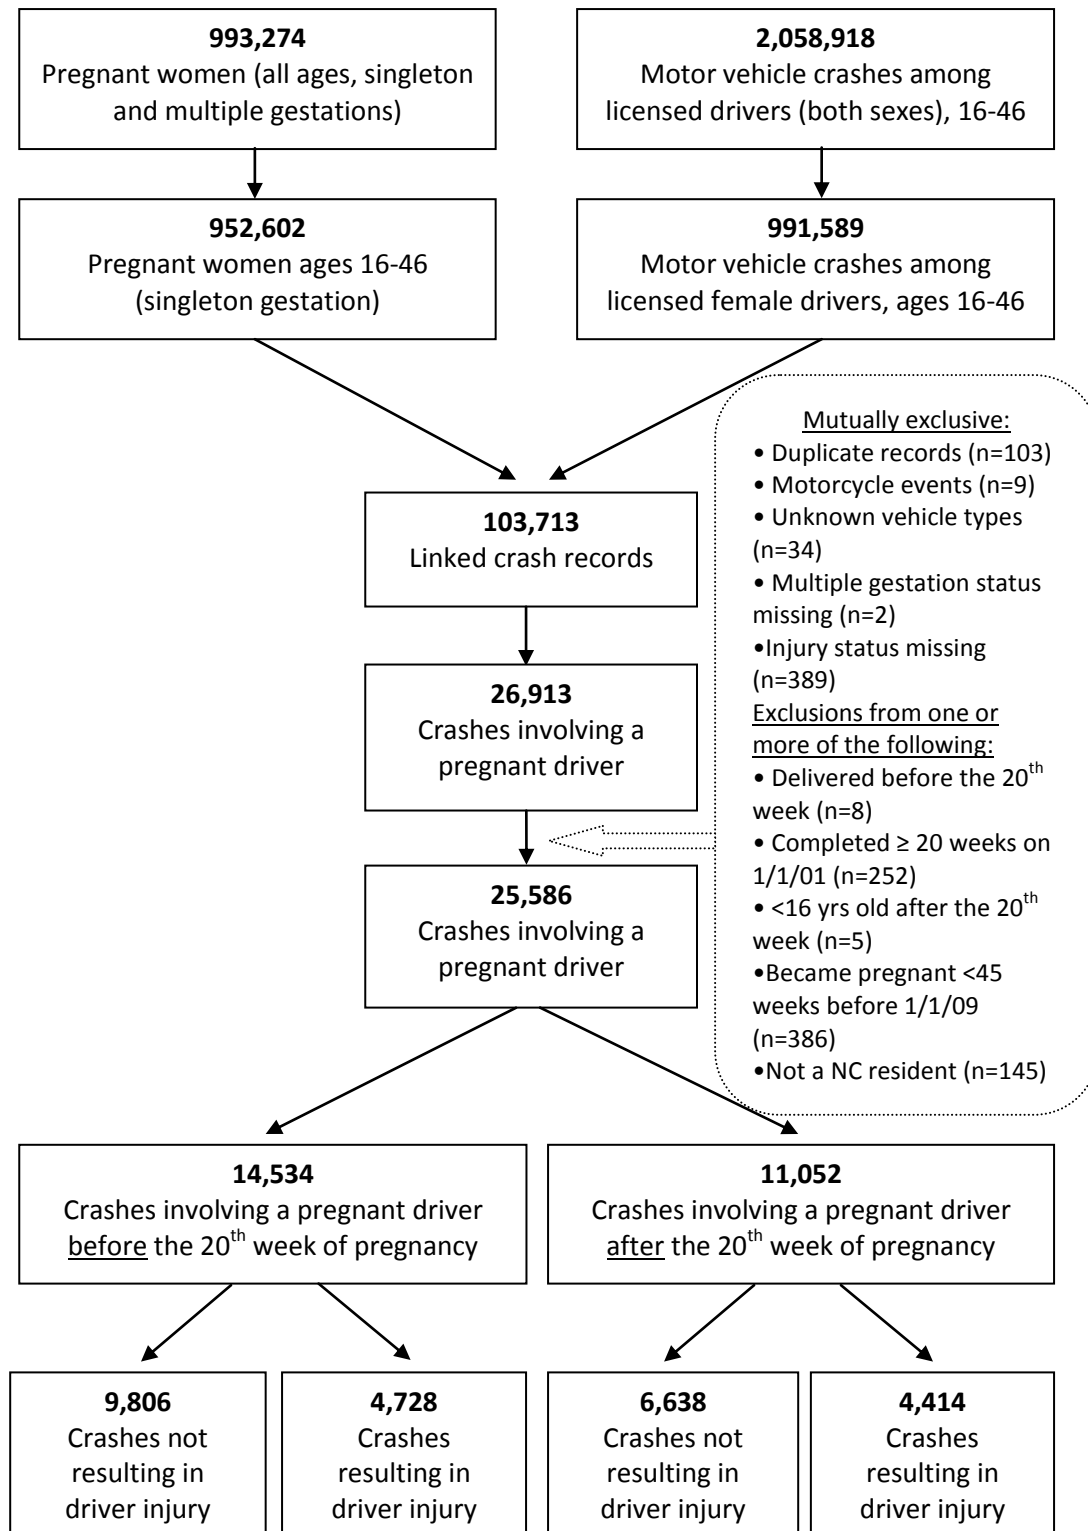 993,274
Pregnant women (all ages, singleton
and multiple gestations)
2,058,918
Motor vehicle crashes among
licensed drivers (both sexes), 16-46
952,602
Pregnant women ages 16-46
(singleton gestation)
991,589
Motor vehicle crashes among
licensed female drivers, ages 16-46
Mutually exclusive:
• Duplicate records (n=103)
• Motorcycle events (n=9)
• Unknown vehicle types
(n=34)
• Multiple gestation status
missing (n=2)
•Injury status missing
(n=389)
Exclusions from one or
more of the following:
• Delivered before the 20th
week (n=8)
• Completed ≥ 20 weeks on
1/1/01 (n=252)
• <16 yrs old after the 20th
week (n=5)
•Became pregnant <45
weeks before 1/1/09
(n=386)
•Not a NC resident (n=145)
103,713
Linked crash records
26,913
Crashes involving a
pregnant driver
25,586
Crashes involving a
pregnant driver
14,534
Crashes involving a pregnant driver
before the 20th week of pregnancy
11,052
Crashes involving a pregnant driver
after the 20th week of pregnancy
9,806
Crashes not
resulting in
driver injury
4,728
Crashes
resulting in
driver injury
6,638
Crashes not
resulting in
driver injury
4,414
Crashes
resulting in
driver injury